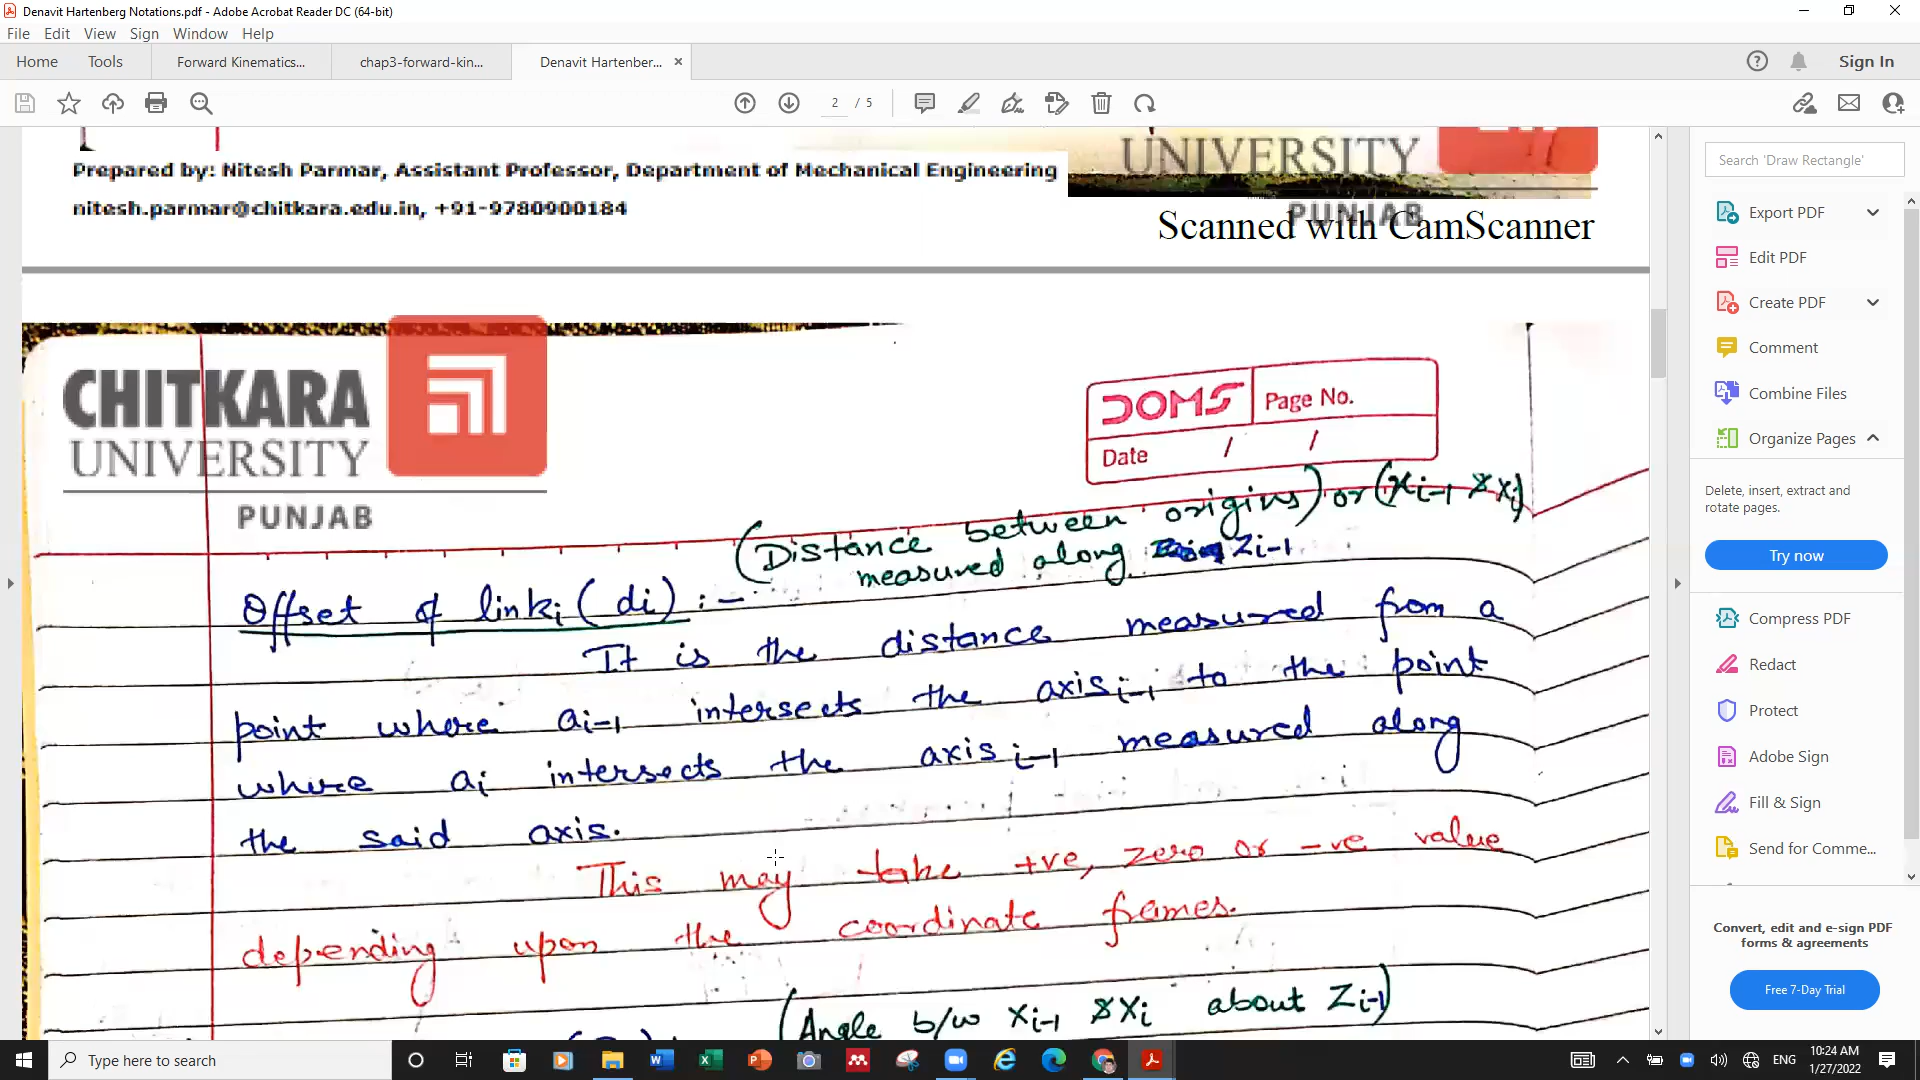 Denavit Hartenberg Notations.pdf - Adobe Acrobat Reader DC (64-bit)
File Edit View Sign Window Help
Home Tools Forward Kinematics... chap3-forward-kin... Denavit Hartenber... ×
2 / 5
Sign In
UNIVERSITY
Prepared by: Nitesh Parmar, Assistant Professor, Department of Mechanical Engineering
nitesh.parmar@chitkara.edu.in, +91-9780900184
PUNJAB
Scanned with CamScanner
CHITKARA
UNIVERSITY
PUNJAB
DOMS Page No.
Date / /
(Distance between origins) or (xi-1 & xi)
measured along Zi-1
Offset of linki (di) :-
It is the distance measured from a
point where ai-1 intersects the axisi-1 to the point
where ai intersects the axisi-1 measured along
the said axis.
This may take +ve, zero or -ve value
depending upon the coordinate frames.
(Angle b/w Xi-1 & Xi about Zi-1)
Search 'Draw Rectangle'
Export PDF
Edit PDF
Create PDF
Comment
Combine Files
Organize Pages
Delete, insert, extract and
rotate pages.
Try now
Compress PDF
Redact
Protect
Adobe Sign
Fill & Sign
Send for Comme...
Convert, edit and e-sign PDF
forms & agreements
Free 7-Day Trial
Type here to search
ENG
10:24 AM
1/27/2022